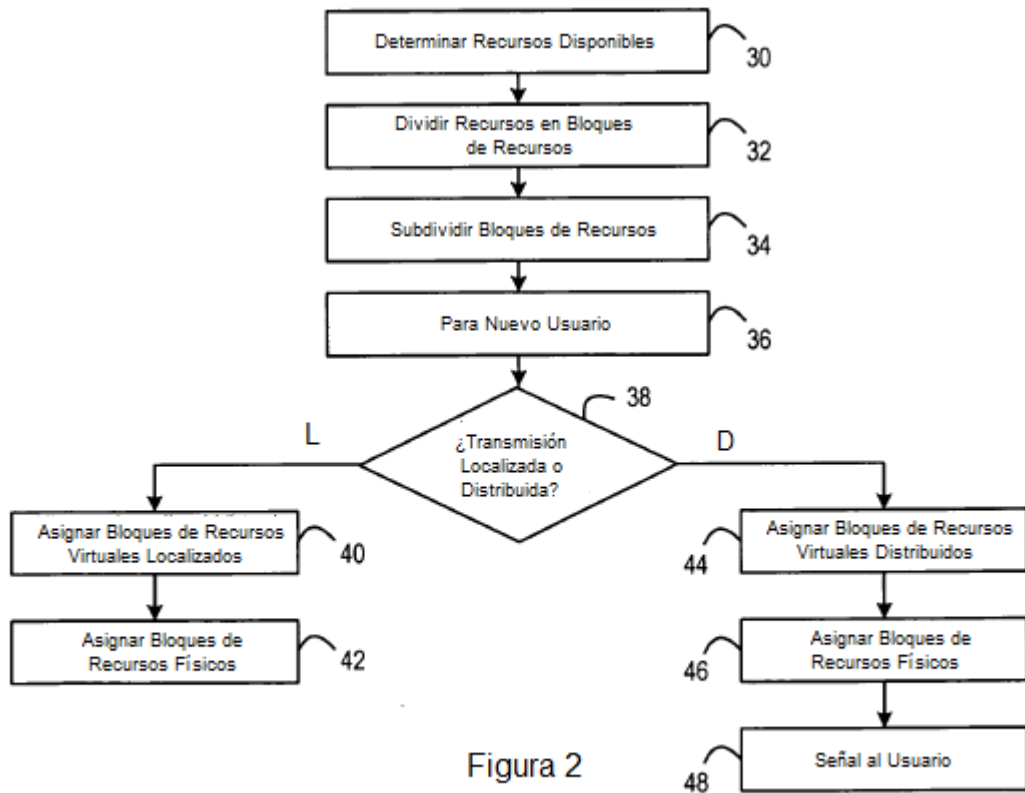 Determinar Recursos Disponibles
30
Dividir Recursos en Bloques
de Recursos
32
Subdividir Bloques de Recursos
34
Para Nuevo Usuario
36
38
¿Transmisión
Localizada o
Distribuida?
L
D
Asignar Bloques de Recursos
Virtuales Localizados
40
Asignar Bloques de Recursos
Virtuales Distribuidos
44
Asignar Bloques de
Recursos Físicos
42
Asignar Bloques de
Recursos Físicos
46
Señal al Usuario
48
Figura 2